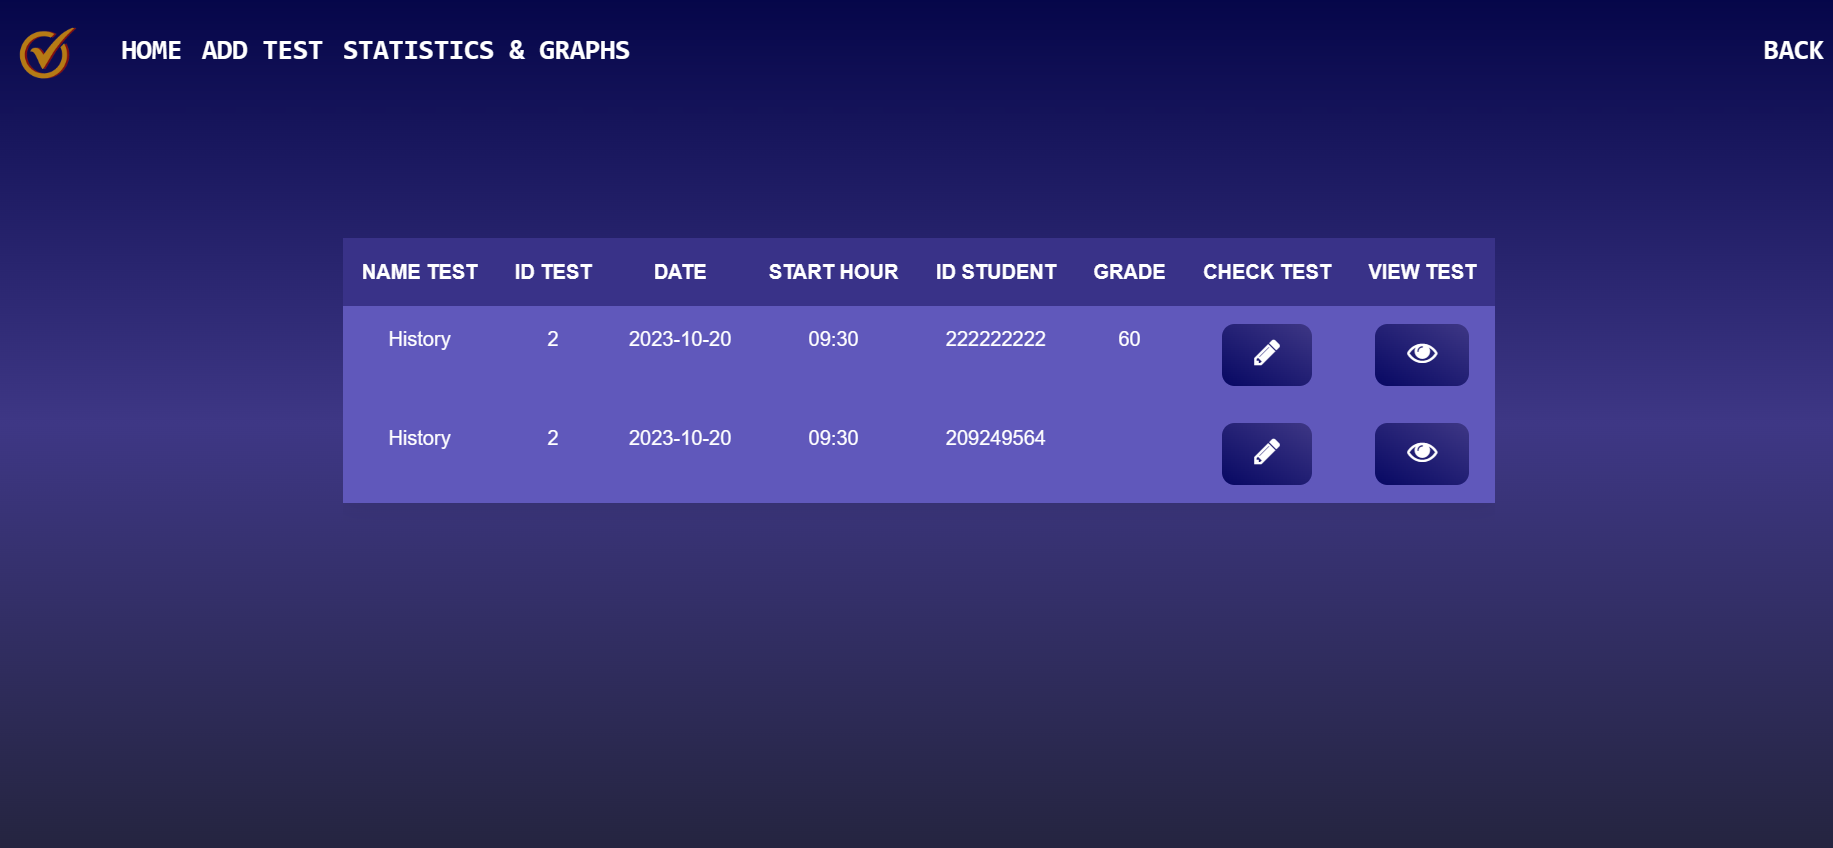 HOME ADD TEST STATISTICS & GRAPHS BACK
NAME TEST ID TEST DATE START HOUR ID STUDENT GRADE CHECK TEST VIEW TEST
History 2 2023-10-20 09:30 222222222 60
History 2 2023-10-20 09:30 209249564